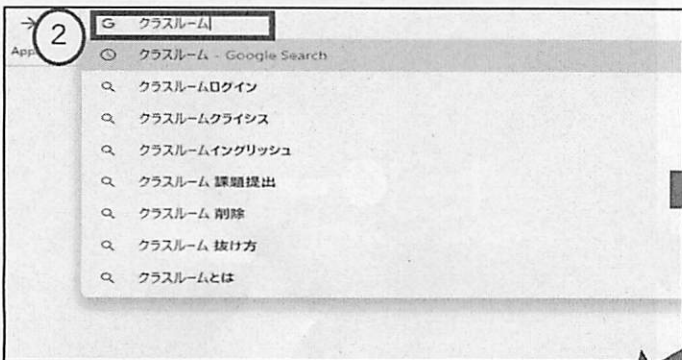 2
G クラスルーム
App
クラスルーム - Google Search
クラスルームログイン
クラスルームクライシス
クラスルームイングリッシュ
クラスルーム 課題提出
クラスルーム 削除
クラスルーム 抜け方
クラスルームとは